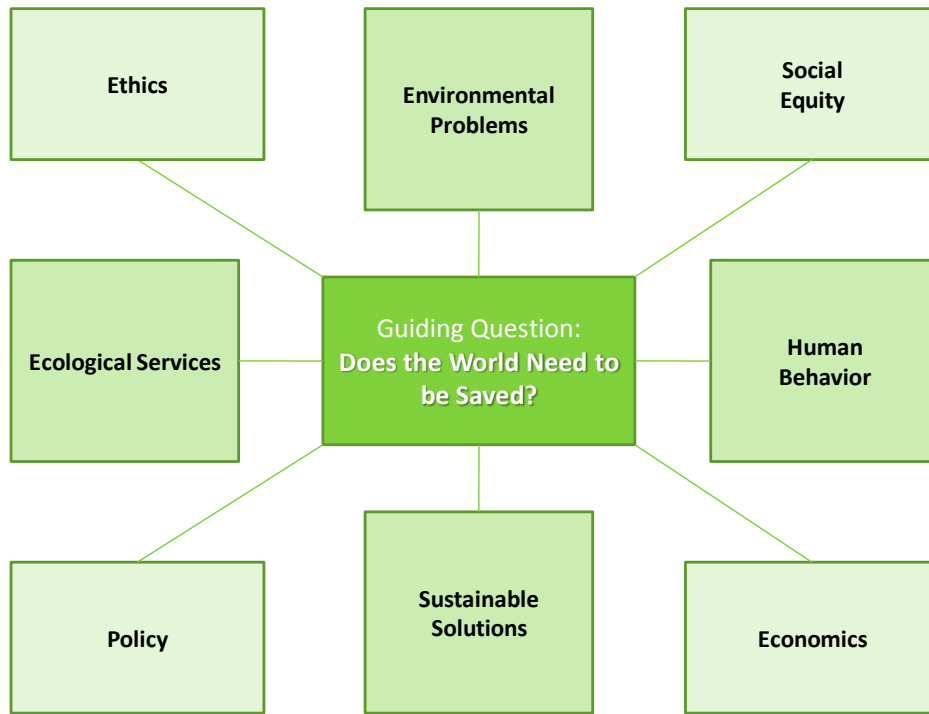 Ethics
Environmental
Problems
Social
Equity
Ecological Services
Guiding Question:
Does the World Need to
be Saved?
Human
Behavior
Policy
Sustainable
Solutions
Economics